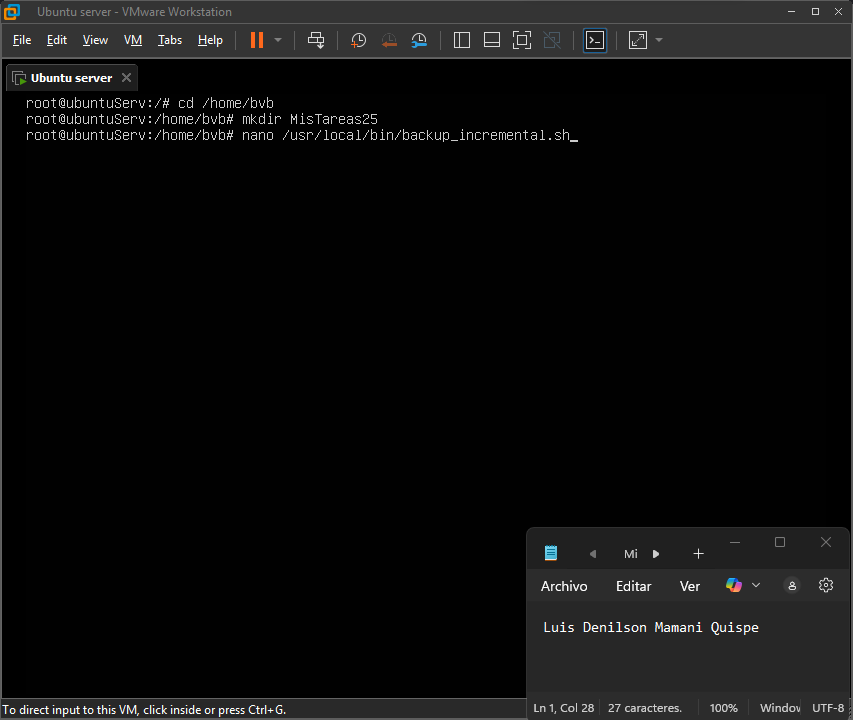 Ubuntu server - VMware Workstation
File Edit View VM Tabs Help
Ubuntu server
root@ubuntuServ:/# cd /home/bvb
root@ubuntuServ:/home/bvb# mkdir MisTareas25
root@ubuntuServ:/home/bvb# nano /usr/local/bin/backup_incremental.sh_
Mi
Archivo Editar Ver
Luis Denilson Mamani Quispe
Ln 1, Col 28 27 caracteres. 100% Window UTF-8
To direct input to this VM, click inside or press Ctrl+G.